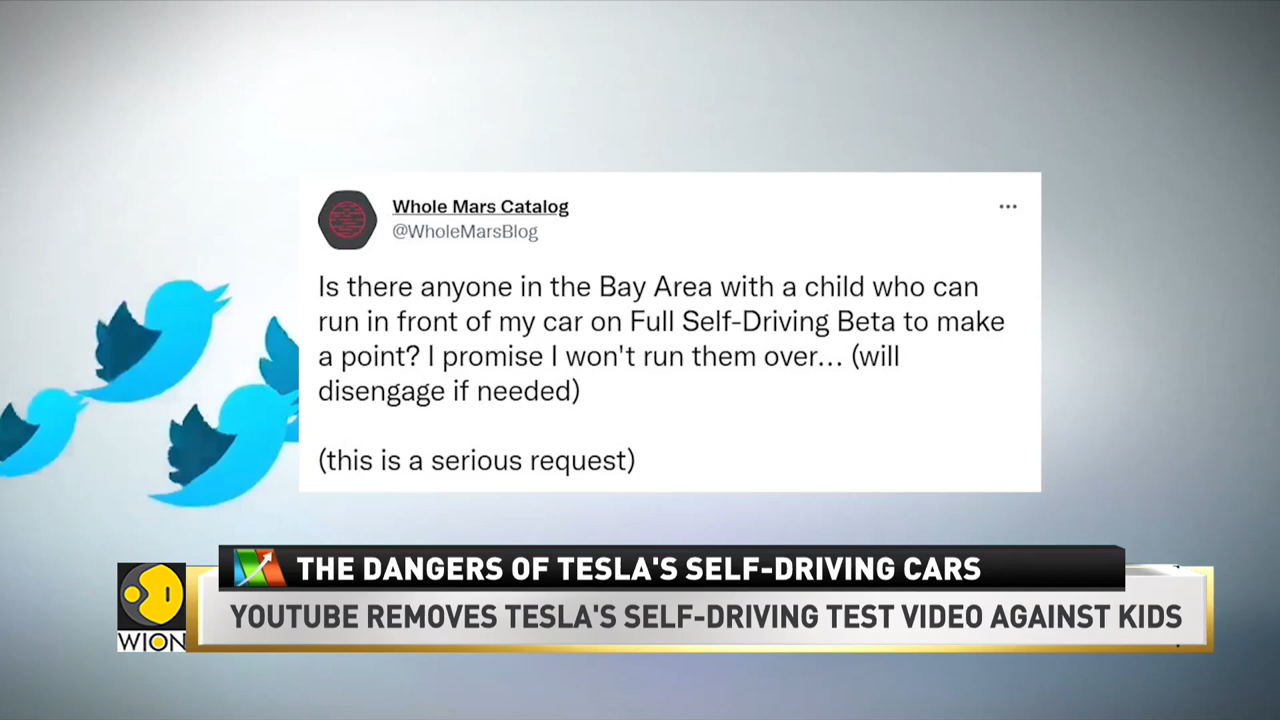 Whole Mars Catalog
@WholeMarsBlog
Is there anyone in the Bay Area with a child who can
run in front of my car on Full Self-Driving Beta to make
a point? I promise I won't run them over... (will
disengage if needed)
(this is a serious request)
THE DANGERS OF TESLA'S SELF-DRIVING CARS
YOUTUBE REMOVES TESLA'S SELF-DRIVING TEST VIDEO AGAINST KIDS
WION